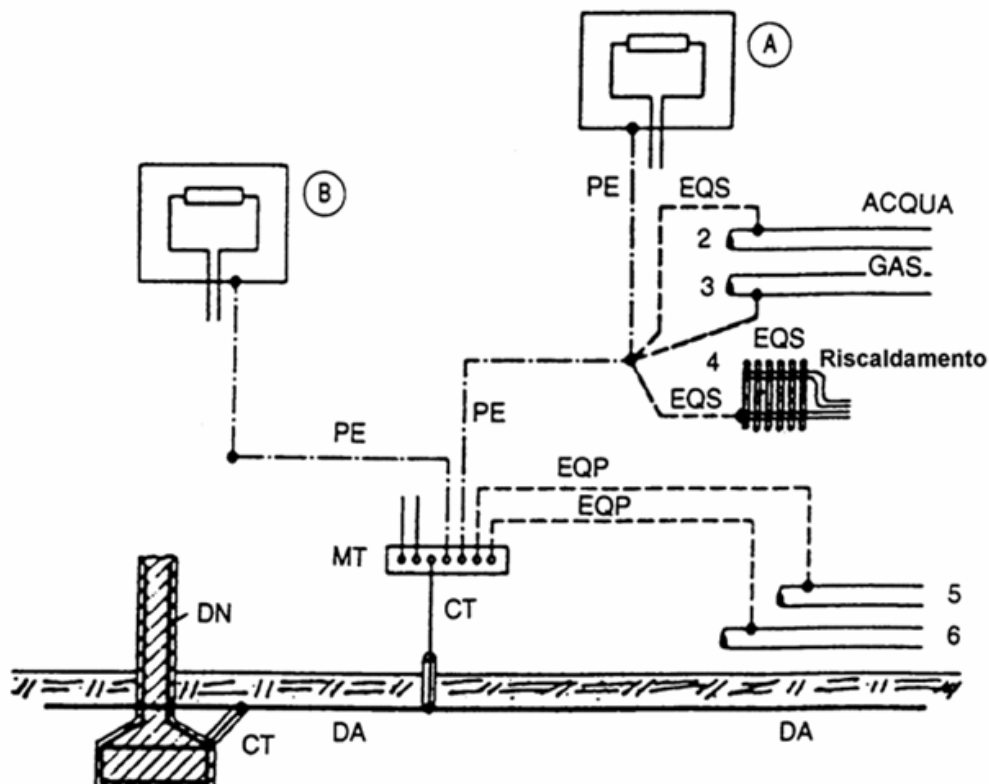 A
B
PE
EQS
ACQUA
2
GAS
3
EQS
4
Riscaldamento
EQS
PE
PE
EQP
EQP
MT
CT
5
DN
6
CT
DA
DA